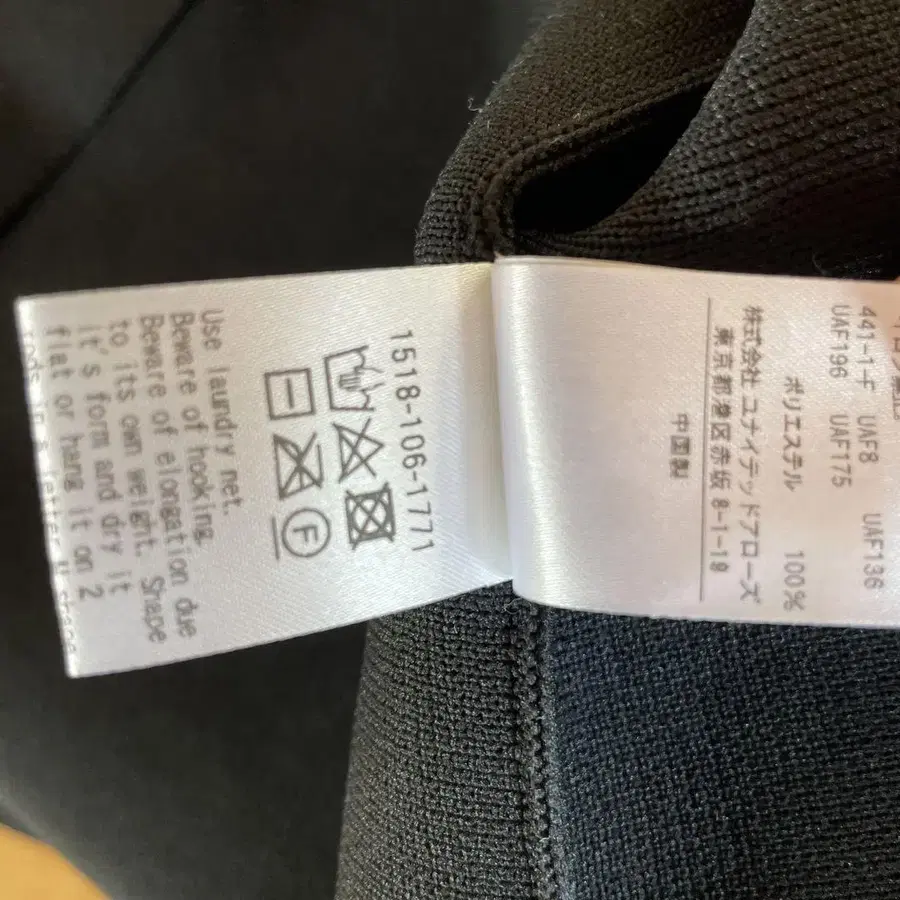 1518-106-1771
F
Use laundry net.
Beware of hooking.
Beware of elongation due
to its own weight. Shape
it's form and dry it
flat or hang it on 2
441-1-F UAF8 UAF136
UAF196 UAF175
ポリエステル 100%
株式会社 ユナイテッドアローズ
東京都港区赤坂 8-1-19
中国製